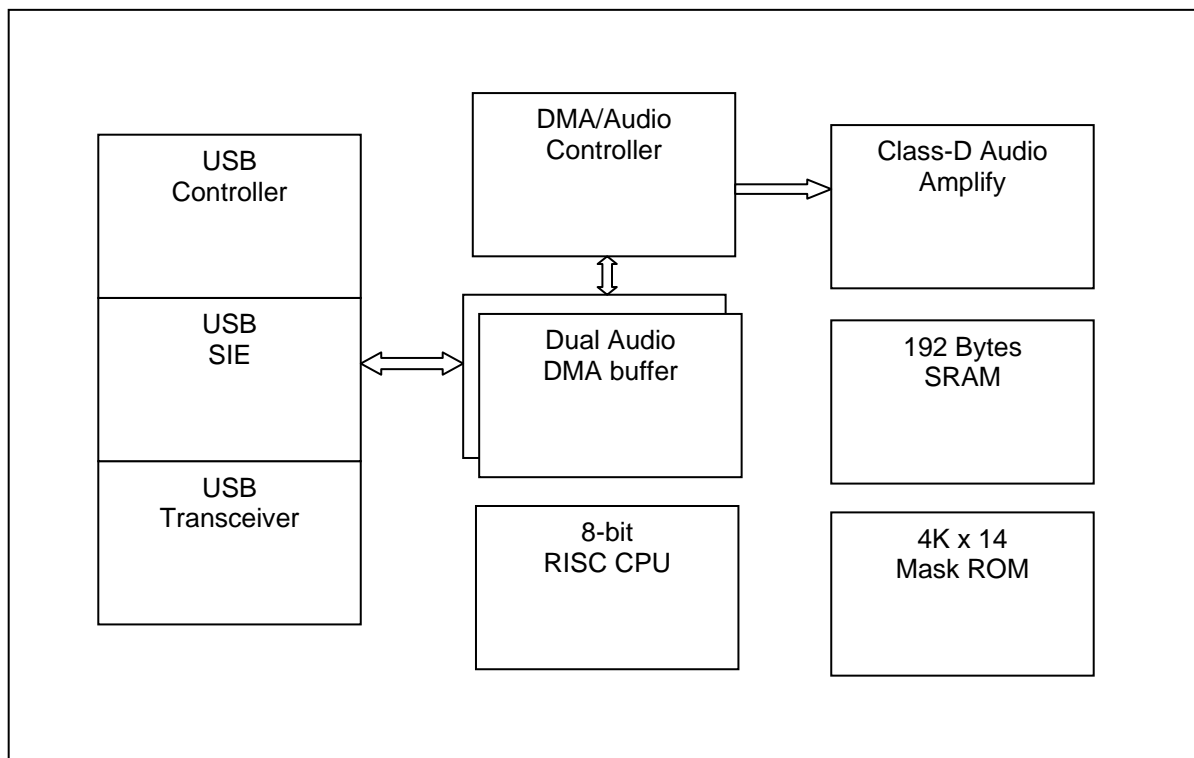 USB
Controller
USB
SIE
USB
Transceiver
DMA/Audio
Controller
Dual Audio
DMA buffer
8-bit
RISC CPU
Class-D Audio
Amplify
192 Bytes
SRAM
4K x 14
Mask ROM